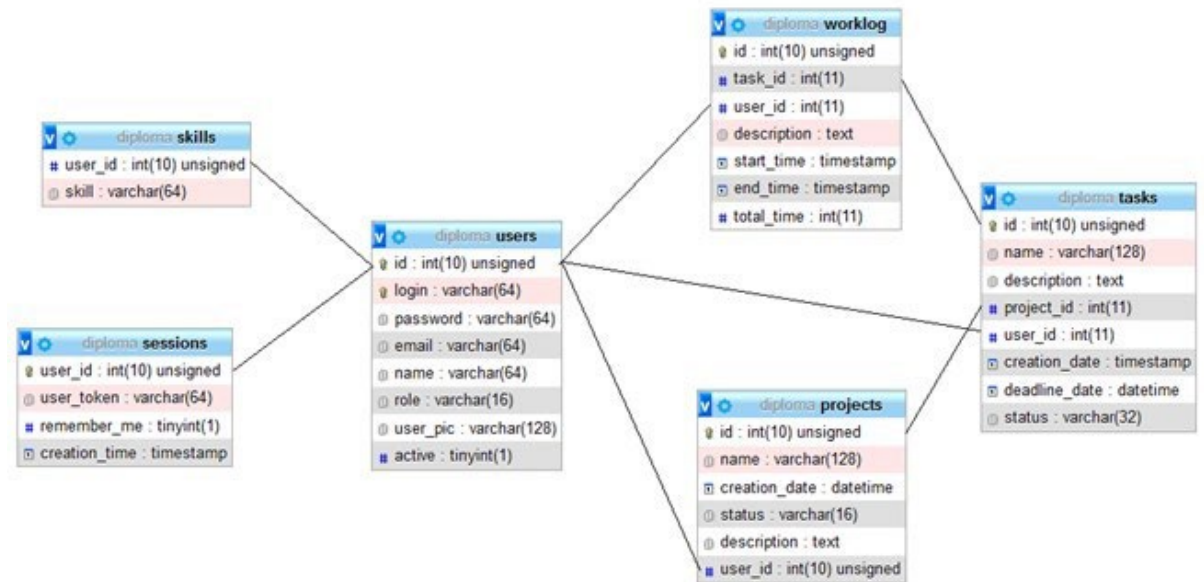 diploma skills
user_id : int(10) unsigned
skill : varchar(64)
diploma sessions
user_id : int(10) unsigned
user_token : varchar(64)
remember_me : tinyint(1)
creation_time : timestamp
diploma users
id : int(10) unsigned
login : varchar(64)
password : varchar(64)
email : varchar(64)
name : varchar(64)
role : varchar(16)
user_pic : varchar(128)
active : tinyint(1)
diploma worklog
id : int(10) unsigned
task_id : int(11)
user_id : int(11)
description : text
start_time : timestamp
end_time : timestamp
total_time : int(11)
diploma projects
id : int(10) unsigned
name : varchar(128)
creation_date : datetime
status : varchar(16)
description : text
user_id : int(10) unsigned
diploma tasks
id : int(10) unsigned
name : varchar(128)
description : text
project_id : int(11)
user_id : int(11)
creation_date : timestamp
deadline_date : datetime
status : varchar(32)